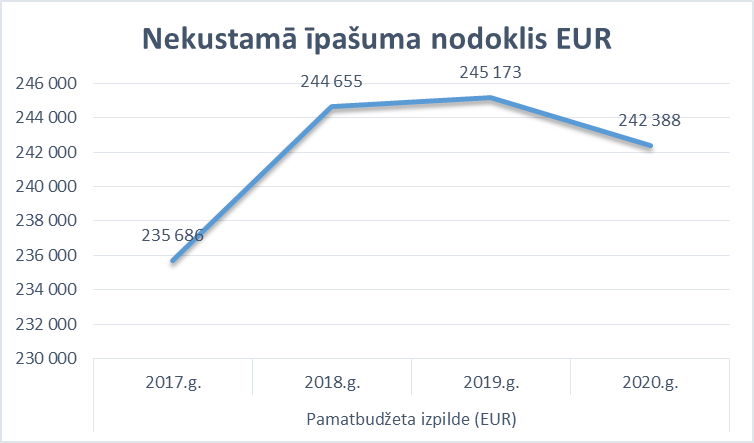 Nekustamā īpašuma nodoklis EUR
246 000
244 000
242 000
240 000
238 000
236 000
234 000
232 000
230 000
235 686
244 655
245 173
242 388
2017.g.
2018.g.
2019.g.
2020.g.
Pamatbudžeta izpilde (EUR)